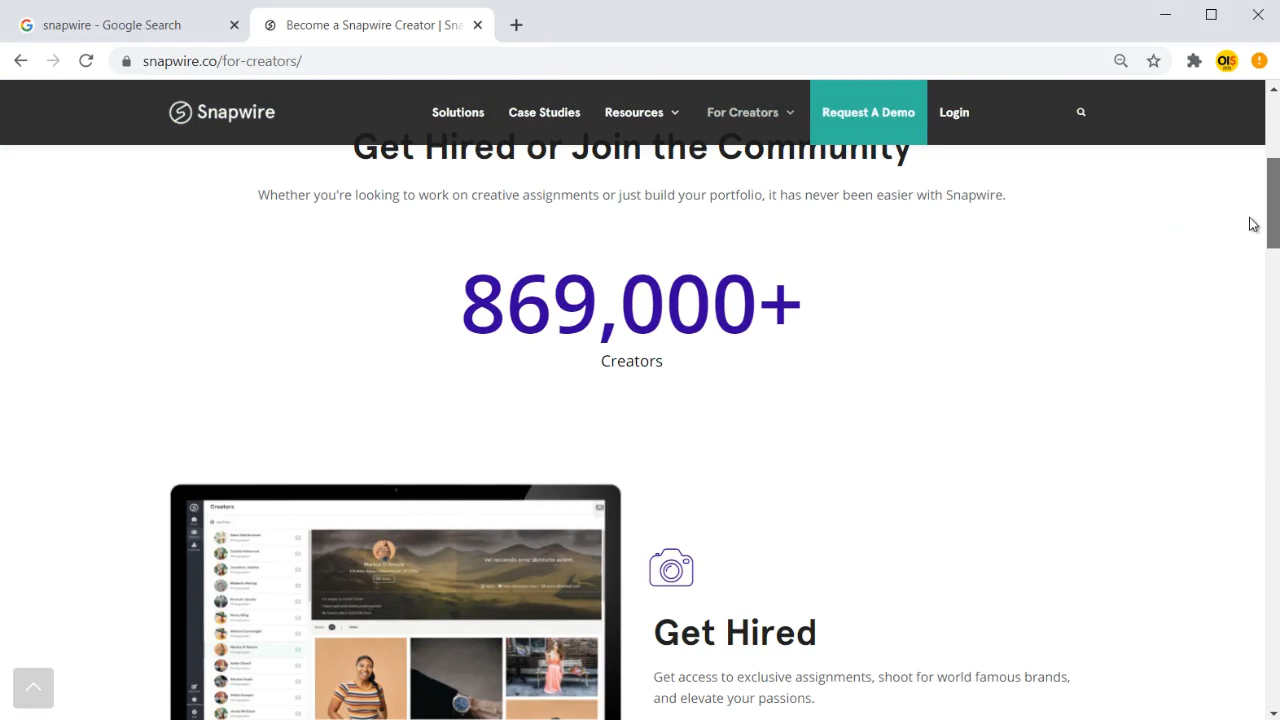 snapwire - Google Search
Become a Snapwire Creator | Sna
snapwire.co/for-creators/
Snapwire
Solutions
Case Studies
Resources
For Creators
Request A Demo
Login
Get Hired or Join the Community
Whether you're looking to work on creative assignments or just build your portfolio, it has never been easier with Snapwire.
869,000+
Creators
Creators
Get Hired
Get access to exclusive assignments, shoot for world famous brands,
and elevate your passions.